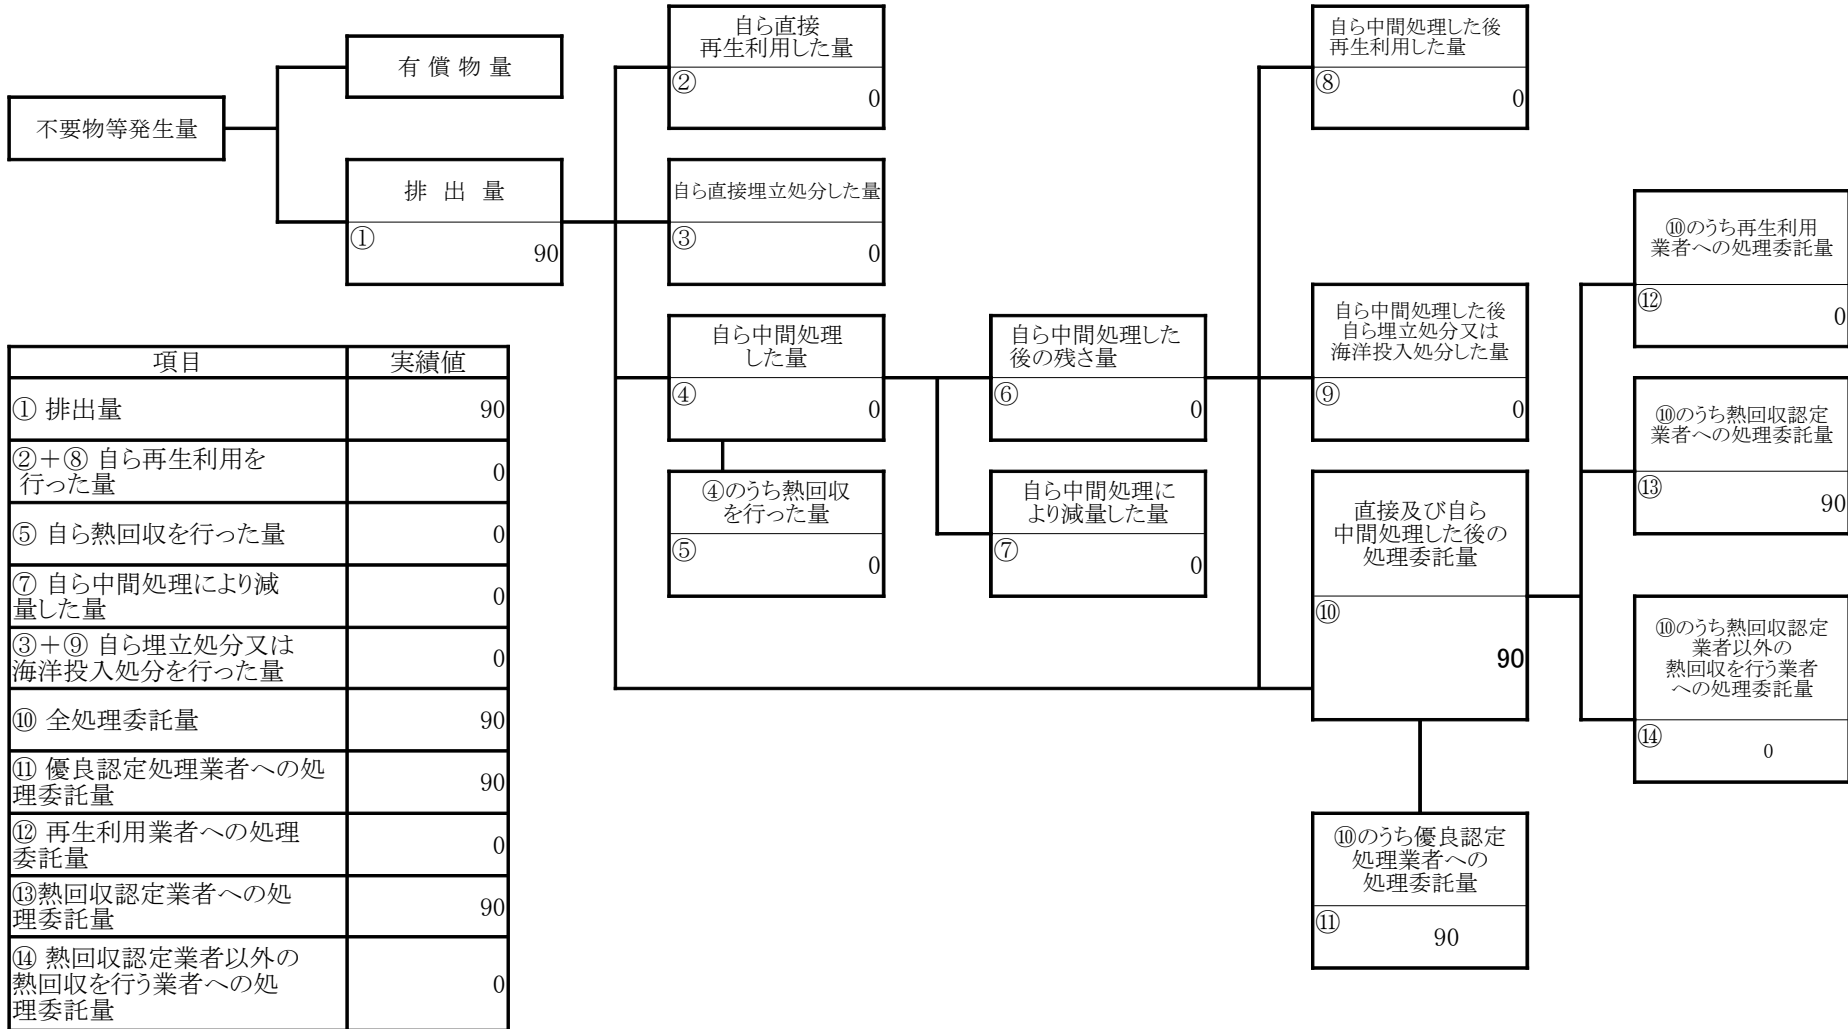 不要物等発生量
有償物量
排出量
①
90
自ら直接
再生利用した量
②
0
自ら直接埋立処分した量
③
0
自ら中間処理
した量
④
0
④のうち熱回収
を行った量
⑤
0
自ら中間処理した
後の残さ量
⑥
0
自ら中間処理に
より減量した量
⑦
0
自ら中間処理した後
再生利用した量
⑧
0
自ら中間処理した後
自ら埋立処分又は
海洋投入処分した量
⑨
0
直接及び自ら
中間処理した後の
処理委託量
⑩
90
⑩のうち優良認定
処理業者への
処理委託量
⑪
90
⑩のうち再生利用
業者への処理委託量
⑫
0
⑩のうち熱回収認定
業者への処理委託量
⑬
90
⑩のうち熱回収認定
業者以外の
熱回収を行う業者
への処理委託量
⑭
0
項目 実績値
① 排出量 90
②+⑧ 自ら再生利用を
行った量 0
⑤ 自ら熱回収を行った量 0
⑦ 自ら中間処理により減
量した量 0
③+⑨ 自ら埋立処分又は
海洋投入処分を行った量 0
⑩ 全処理委託量 90
⑪ 優良認定処理業者への処
理委託量 90
⑫ 再生利用業者への処理
委託量 0
⑬熱回収認定業者への処
理委託量 90
⑭ 熱回収認定業者以外の
熱回収を行う業者への処
理委託量 0